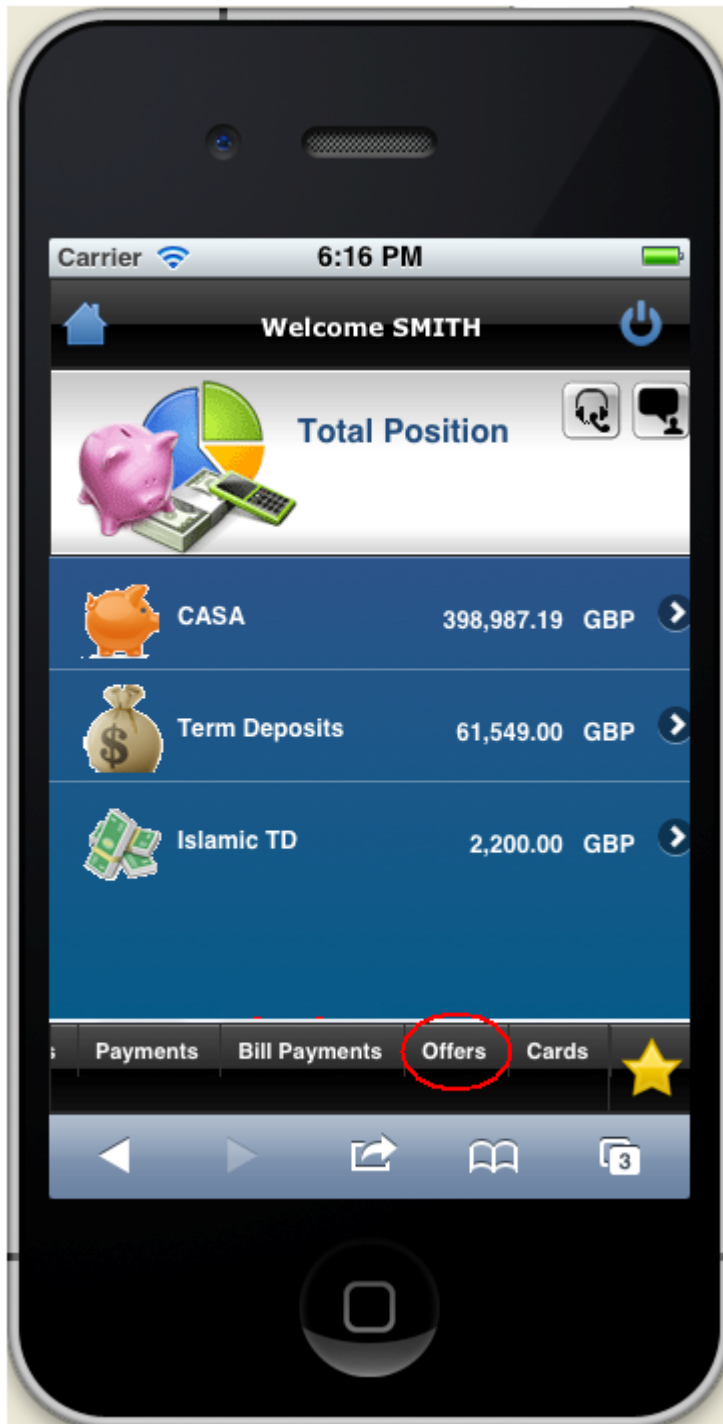 Carrier 6:16 PM
Welcome SMITH
Total Position
CASA 398,987.19 GBP
$
Term Deposits 61,549.00 GBP
Islamic TD 2,200.00 GBP
Payments Bill Payments Offers Cards
3